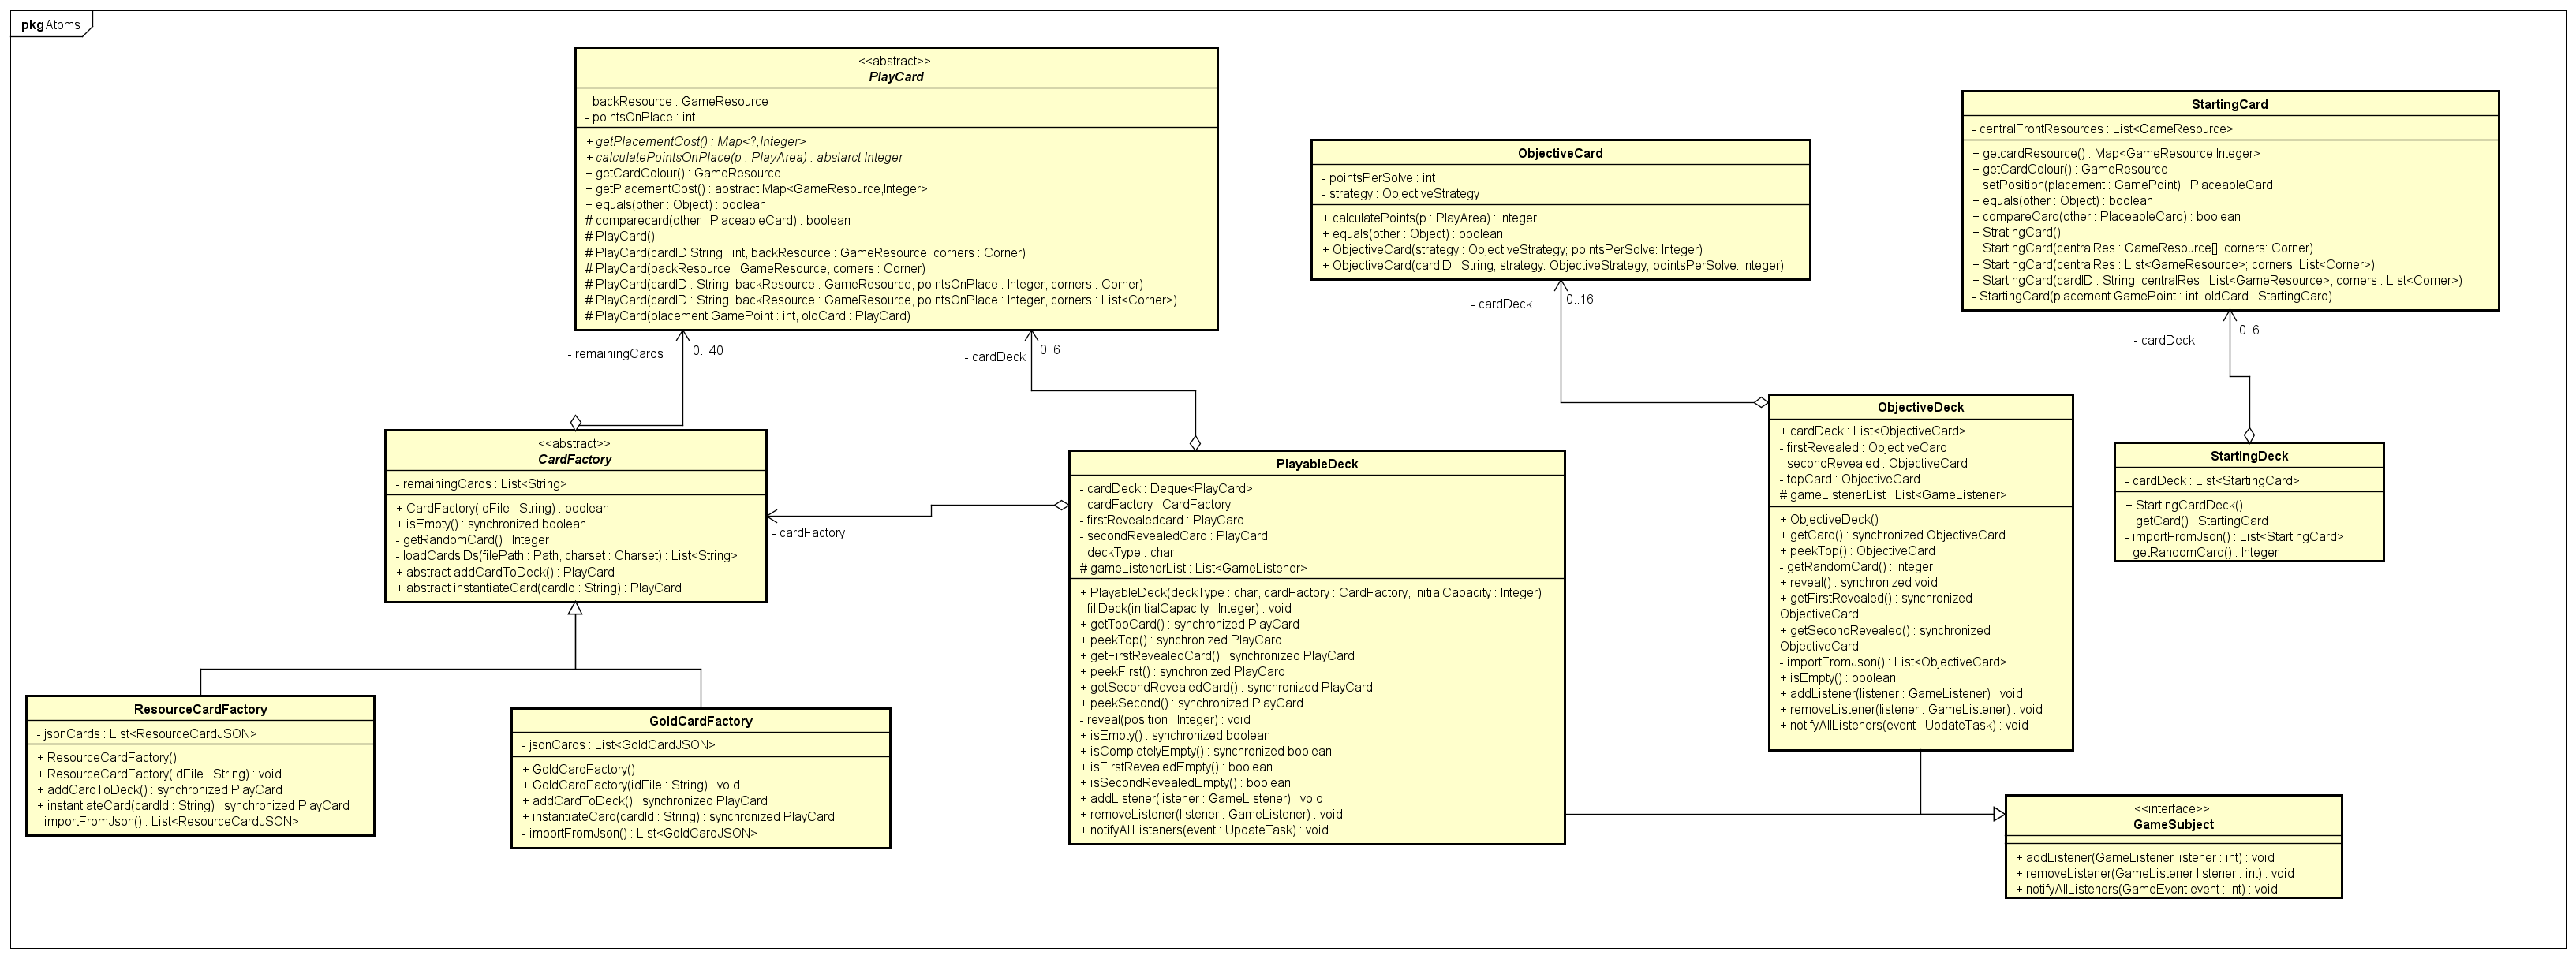 pkg Atoms
<<abstract>>
PlayCard
- backResource : GameResource
- pointsOnPlace : int
+ getPlacementCost() : Map<?,Integer>
+ calculatePointsOnPlace(p : PlayArea) : abstarct Integer
+ getCardColour() : GameResource
+ getPlacementCost() : abstract Map<GameResource,Integer>
+ equals(other : Object) : boolean
# comparecard(other : PlaceableCard) : boolean
# PlayCard()
# PlayCard(cardID String : int, backResource : GameResource, corners : Corner)
# PlayCard(backResource : GameResource, corners : Corner)
# PlayCard(cardID : String, backResource : GameResource, pointsOnPlace : Integer, corners : Corner)
# PlayCard(cardID : String, backResource : GameResource, pointsOnPlace : Integer, corners : List<Corner>)
# PlayCard(placement GamePoint : int, oldCard : PlayCard)
ObjectiveCard
- pointsPerSolve : int
- strategy : ObjectiveStrategy
+ calculatePoints(p : PlayArea) : Integer
+ equals(other : Object) : boolean
+ ObjectiveCard(strategy : ObjectiveStrategy; pointsPerSolve: Integer)
+ ObjectiveCard(cardID : String; strategy: ObjectiveStrategy; pointsPerSolve: Integer)
StartingCard
- centralFrontResources : List<GameResource>
+ getcardResource() : Map<GameResource,Integer>
+ getCardColour() : GameResource
+ setPosition(placement : GamePoint) : PlaceableCard
+ equals(other : Object) : boolean
+ compareCard(other : PlaceableCard) : boolean
+ StratingCard()
+ StartingCard(centralRes : GameResource[]; corners: Corner)
+ StartingCard(centralRes : List<GameResource>; corners: List<Corner>)
+ StartingCard(cardID : String, centralRes : List<GameResource>, corners : List<Corner>)
- StartingCard(placement GamePoint : int, oldCard : StartingCard)
- remainingCards
0...40
- cardDeck
0..6
- cardDeck
0..16
- cardDeck
0..6
<<abstract>>
CardFactory
- remainingCards : List<String>
+ CardFactory(idFile : String) : boolean
+ isEmpty() : synchronized boolean
- getRandomCard() : Integer
- loadCardsIDs(filePath : Path, charset : Charset) : List<String>
+ abstract addCardToDeck() : PlayCard
+ abstract instantiateCard(cardId : String) : PlayCard
- cardFactory
PlayableDeck
- cardDeck : Deque<PlayCard>
- cardFactory : CardFactory
- firstRevealedcard : PlayCard
- secondRevealedCard : PlayCard
- deckType : char
# gameListenerList : List<GameListener>
+ PlayableDeck(deckType : char, cardFactory : CardFactory, initialCapacity : Integer)
- fillDeck(initialCapacity : Integer) : void
+ getTopCard() : synchronized PlayCard
+ peekTop() : synchronized PlayCard
+ getFirstRevealedCard() : synchronized PlayCard
+ peekFirst() : synchronized PlayCard
+ getSecondRevealedCard() : synchronized PlayCard
+ peekSecond() : synchronized PlayCard
- reveal(position : Integer) : void
+ isEmpty() : synchronized boolean
+ isCompletelyEmpty() : synchronized boolean
+ isFirstRevealedEmpty() : boolean
+ isSecondRevealedEmpty() : boolean
+ addListener(listener : GameListener) : void
+ removeListener(listener : GameListener) : void
+ notifyAllListeners(event : UpdateTask) : void
ObjectiveDeck
+ cardDeck : List<ObjectiveCard>
- firstRevealed : ObjectiveCard
- secondRevealed : ObjectiveCard
- topCard : ObjectiveCard
# gameListenerList : List<GameListener>
+ ObjectiveDeck()
+ getCard() : synchronized ObjectiveCard
+ peekTop() : ObjectiveCard
- getRandomCard() : Integer
+ reveal() : synchronized void
+ getFirstRevealed() : synchronized
ObjectiveCard
+ getSecondRevealed() : synchronized
ObjectiveCard
- importFromJson() : List<ObjectiveCard>
+ isEmpty() : boolean
+ addListener(listener : GameListener) : void
+ removeListener(listener : GameListener) : void
+ notifyAllListeners(event : UpdateTask) : void
StartingDeck
- cardDeck : List<StartingCard>
+ StartingCardDeck()
+ getCard() : StartingCard
- importFromJson() : List<StartingCard>
- getRandomCard() : Integer
ResourceCardFactory
- jsonCards : List<ResourceCardJSON>
+ ResourceCardFactory()
+ ResourceCardFactory(idFile : String) : void
+ addCardToDeck() : synchronized PlayCard
+ instantiateCard(cardId : String) : synchronized PlayCard
- importFromJson() : List<ResourceCardJSON>
GoldCardFactory
- jsonCards : List<GoldCardJSON>
+ GoldCardFactory()
+ GoldCardFactory(idFile : String) : void
+ addCardToDeck() : synchronized PlayCard
+ instantiateCard(cardId : String) : synchronized PlayCard
- importFromJson() : List<GoldCardJSON>
<<interface>>
GameSubject
+ addListener(GameListener listener : int) : void
+ removeListener(GameListener listener : int) : void
+ notifyAllListeners(GameEvent event : int) : void